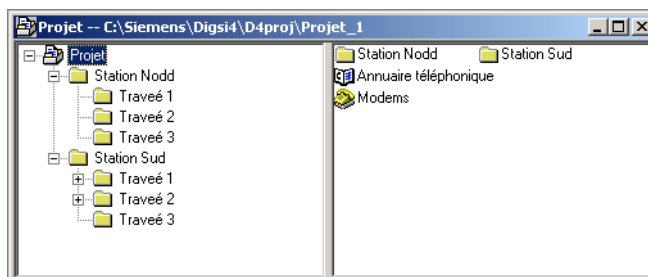 Projet -- C:\Siemens\Digsi4\D4proj\Projet_1
Projet
Station Nodd
Traveé 1
Traveé 2
Traveé 3
Station Sud
Traveé 1
Traveé 2
Traveé 3
Station Nodd Station Sud
Annuaire téléphonique
Modems